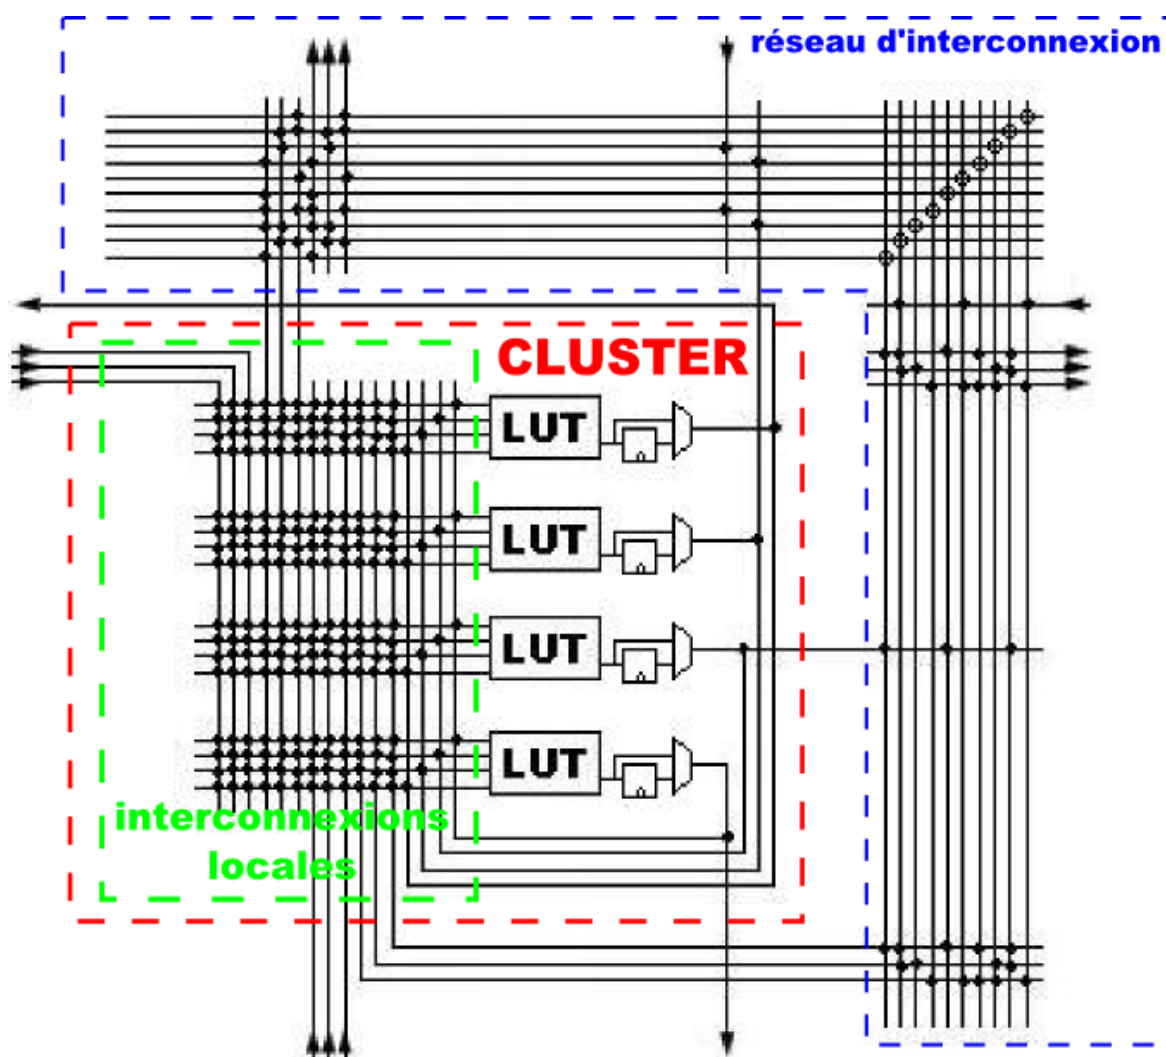 réseau d'interconnexion
CLUSTER
LUT
LUT
LUT
LUT
interconnexions
locales